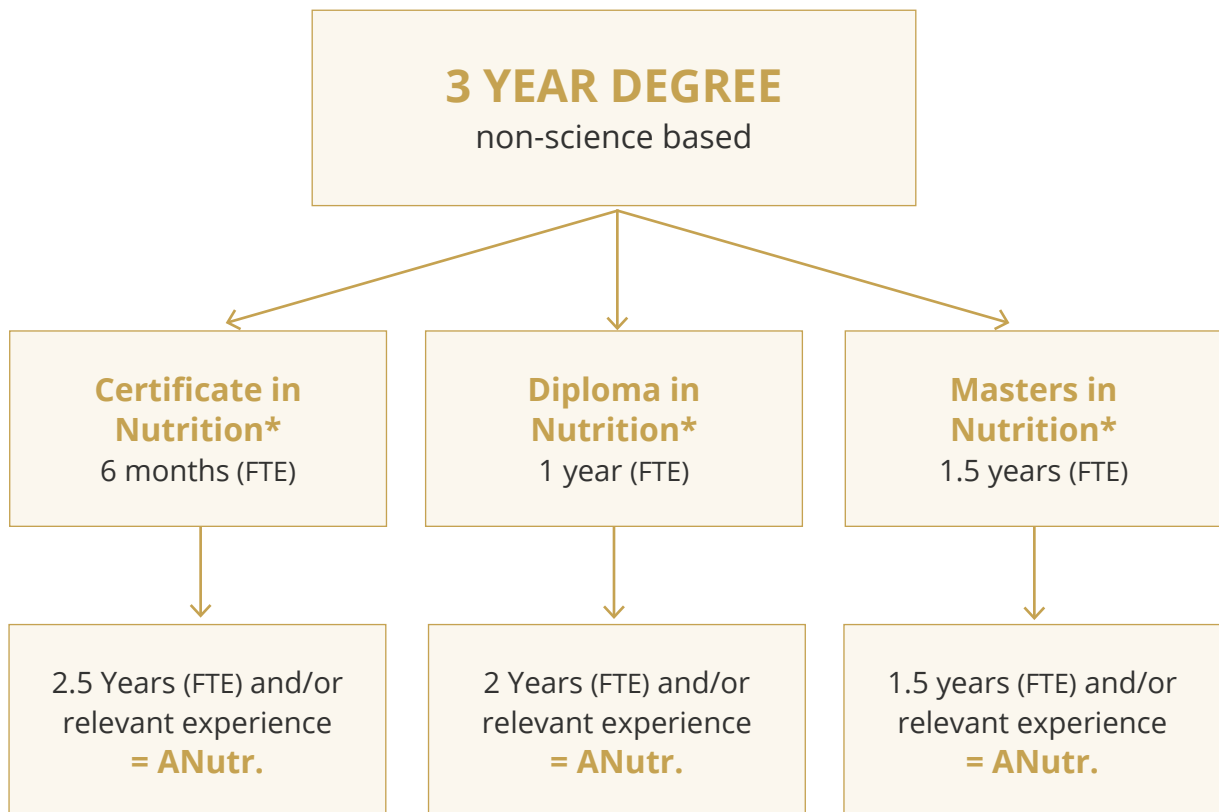 3 YEAR DEGREE
non-science based
Certificate in
Nutrition*
6 months (FTE)
Diploma in
Nutrition*
1 year (FTE)
Masters in
Nutrition*
1.5 years (FTE)
2.5 Years (FTE) and/or
relevant experience
= ANutr.
2 Years (FTE) and/or
relevant experience
= ANutr.
1.5 years (FTE) and/or
relevant experience
= ANutr.